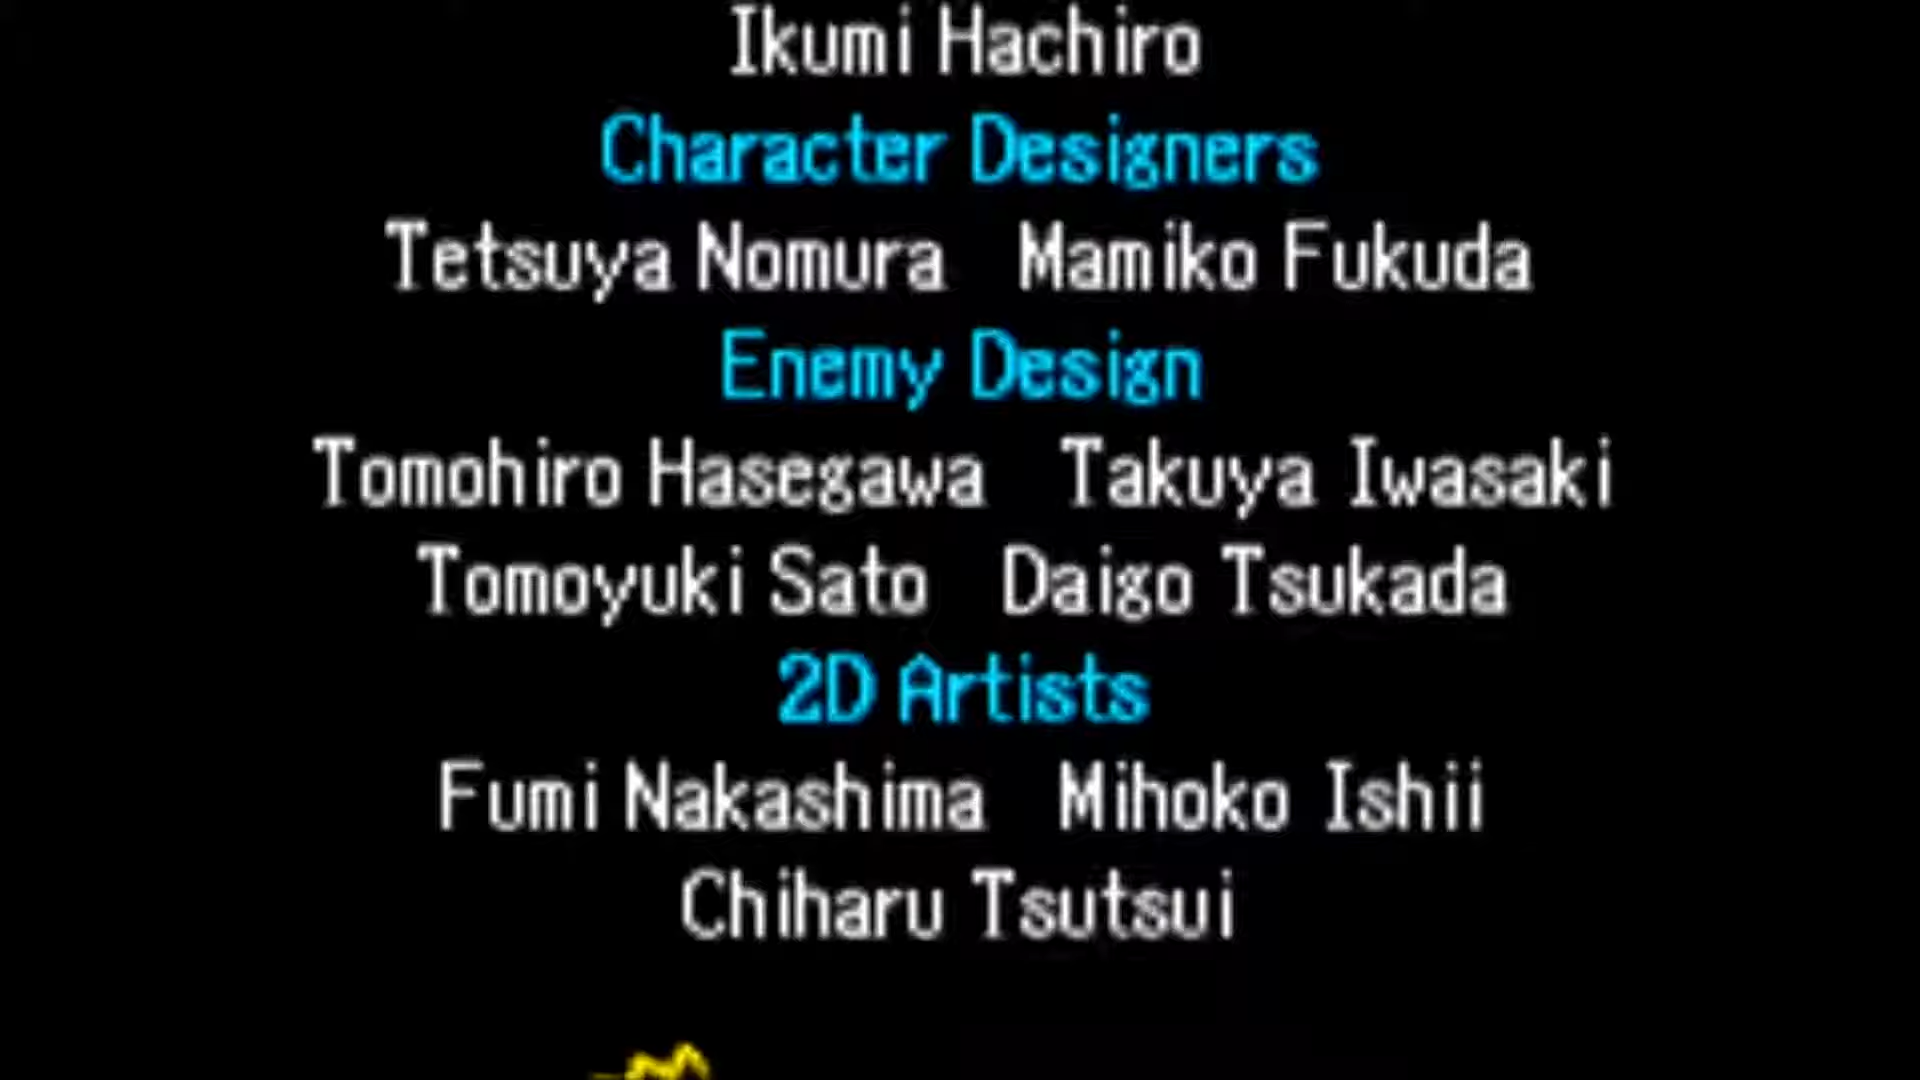 Ikumi Hachiro
Character Designers
Tetsuya Nomura Mamiko Fukuda
Enemy Design
Tomohiro Hasegawa Takuya Iwasaki
Tomoyuki Sato Daigo Tsukada
2D Artists
Fumi Nakashima Mihoko Ishii
Chiharu Tsutsui